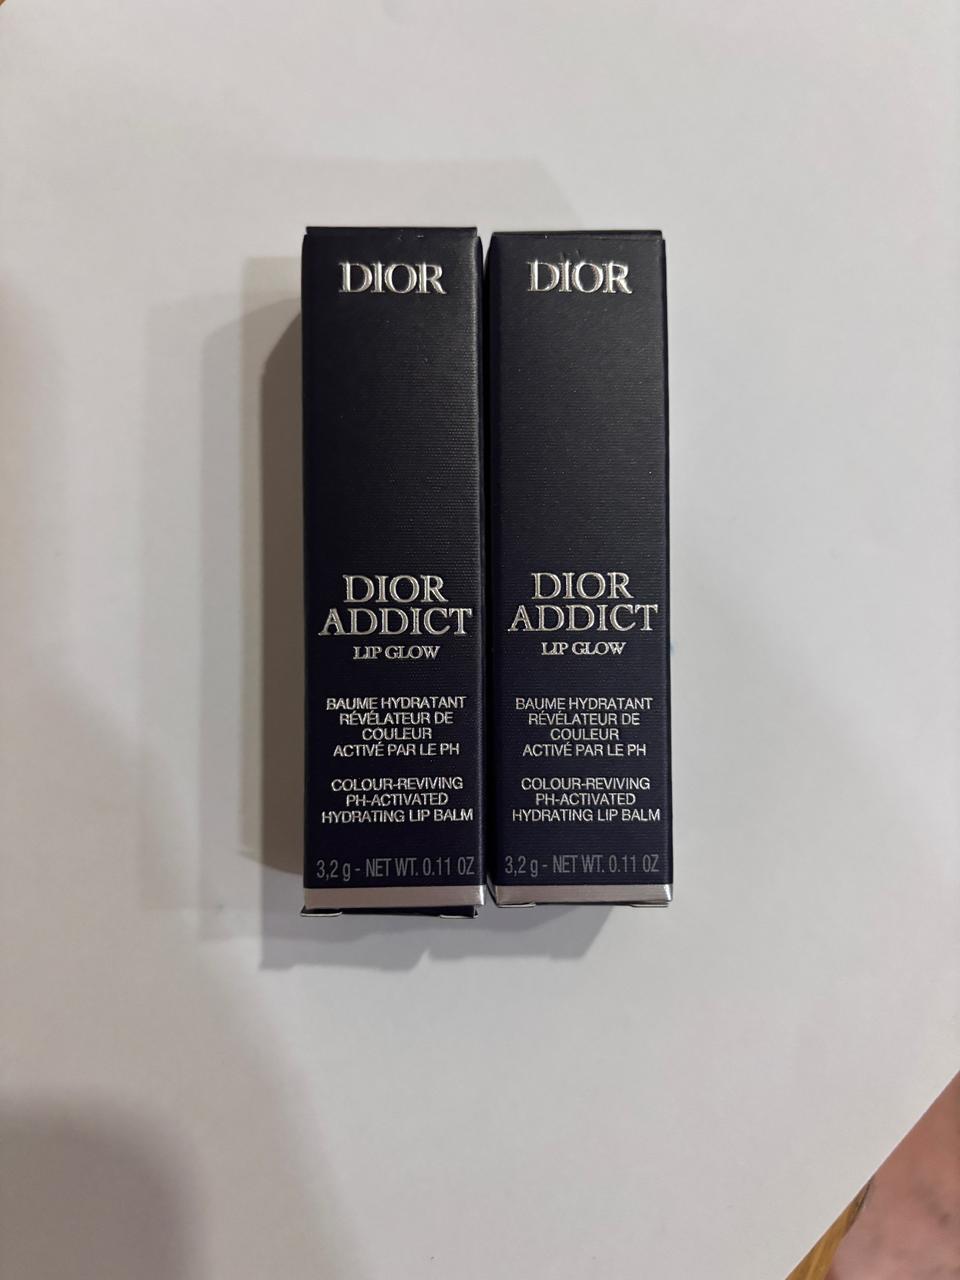 DIOR
DIOR
ADDICT
LIP GLOW
BAUME HYDRATANT
RÉVÉLATEUR DE
COULEUR
ACTIVÉ PAR LE PH
COLOUR-REVIVING
PH-ACTIVATED
HYDRATING LIP BALM
3,2 g - NET WT. 0.11 OZ
DIOR
DIOR
ADDICT
LIP GLOW
BAUME HYDRATANT
RÉVÉLATEUR DE
COULEUR
ACTIVÉ PAR LE PH
COLOUR-REVIVING
PH-ACTIVATED
HYDRATING LIP BALM
3,2 g - NET WT. 0.11 OZ